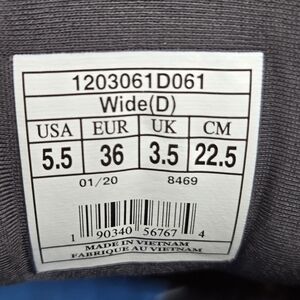 1203061D061
Wide(D)
USA EUR UK CM
5.5 36 3.5 22.5
01/20 8469
1 90340 56767 4
MADE IN VIETNAM
FABRIQUE AU VIETNAM